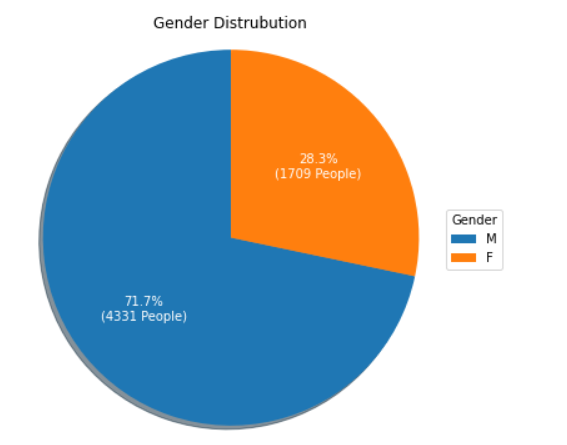 Gender Distrubution
28.3%
(1709 People)
Gender
M
F
71.7%
(4331 People)